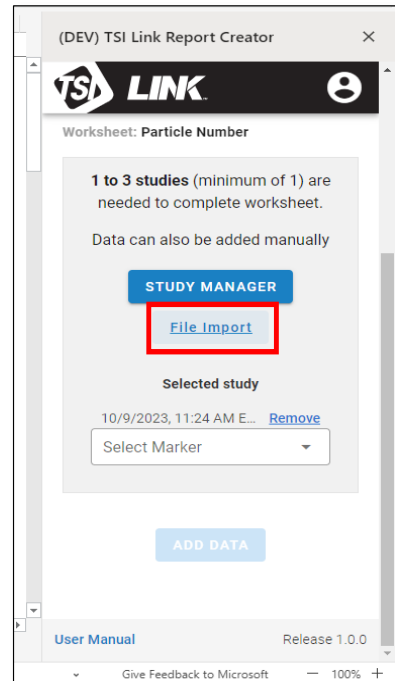 (DEV) TSI Link Report Creator
TSI LINK
Worksheet: Particle Number
1 to 3 studies (minimum of 1) are
needed to complete worksheet.
Data can also be added manually
STUDY MANAGER
File Import
Selected study
10/9/2023, 11:24 AM E... Remove
Select Marker
ADD DATA
User Manual Release 1.0.0
Give Feedback to Microsoft — 100% +